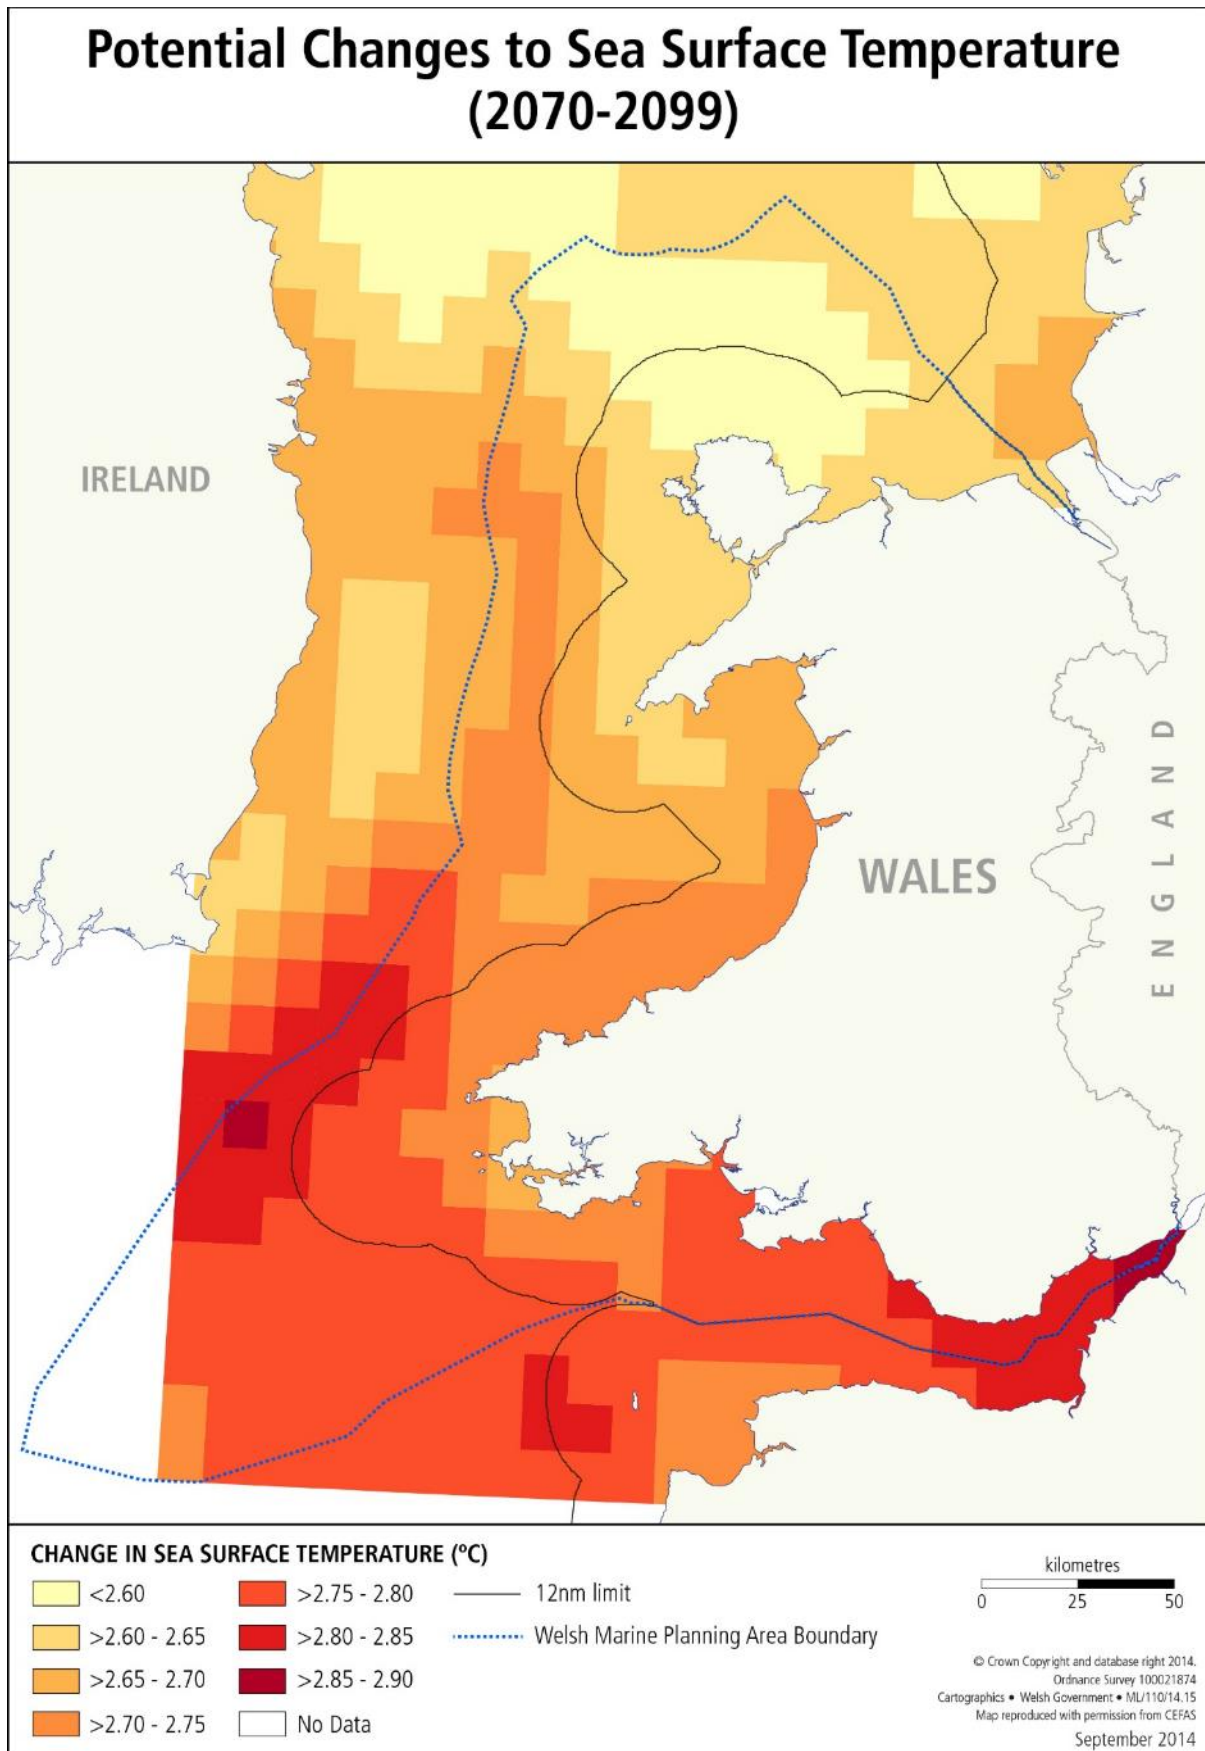 Potential Changes to Sea Surface Temperature
(2070-2099)
IRELAND
WALES
ENGLAND
CHANGE IN SEA SURFACE TEMPERATURE (ºC)
<2.60
>2.60 - 2.65
>2.65 - 2.70
>2.70 - 2.75
>2.75 - 2.80
>2.80 - 2.85
>2.85 - 2.90
No Data
12nm limit
Welsh Marine Planning Area Boundary
kilometres
0 25 50
© Crown Copyright and database right 2014.
Ordnance Survey 100021874
Cartographics • Welsh Government • ML/110/14.15
Map reproduced with permission from CEFAS
September 2014